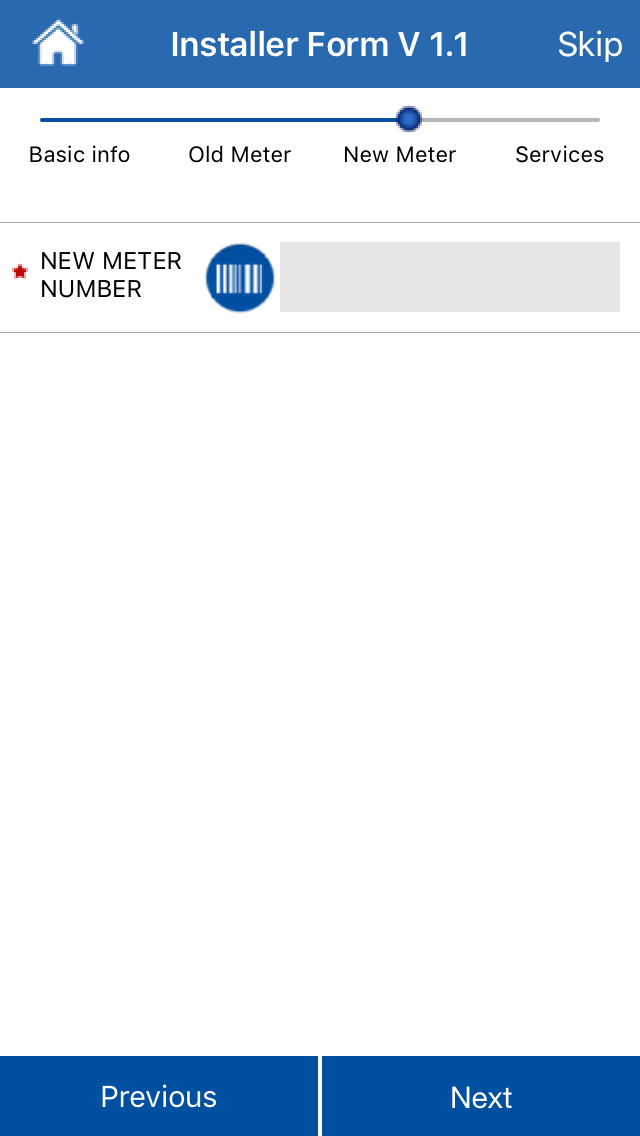 Installer Form V 1.1 Skip
Basic info Old Meter New Meter Services
NEW METER
NUMBER
Previous Next